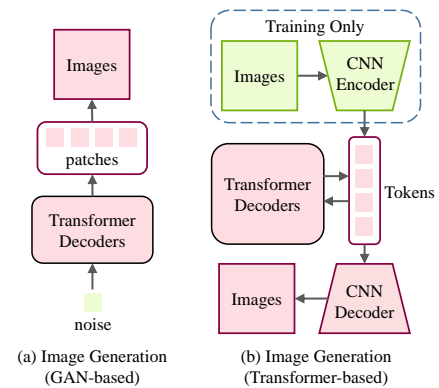 Images
patches
Transformer
Decoders
noise
(a) Image Generation
(GAN-based)
Training Only
Images
CNN
Encoder
Transformer
Decoders
Tokens
Images
CNN
Decoder
(b) Image Generation
(Transformer-based)